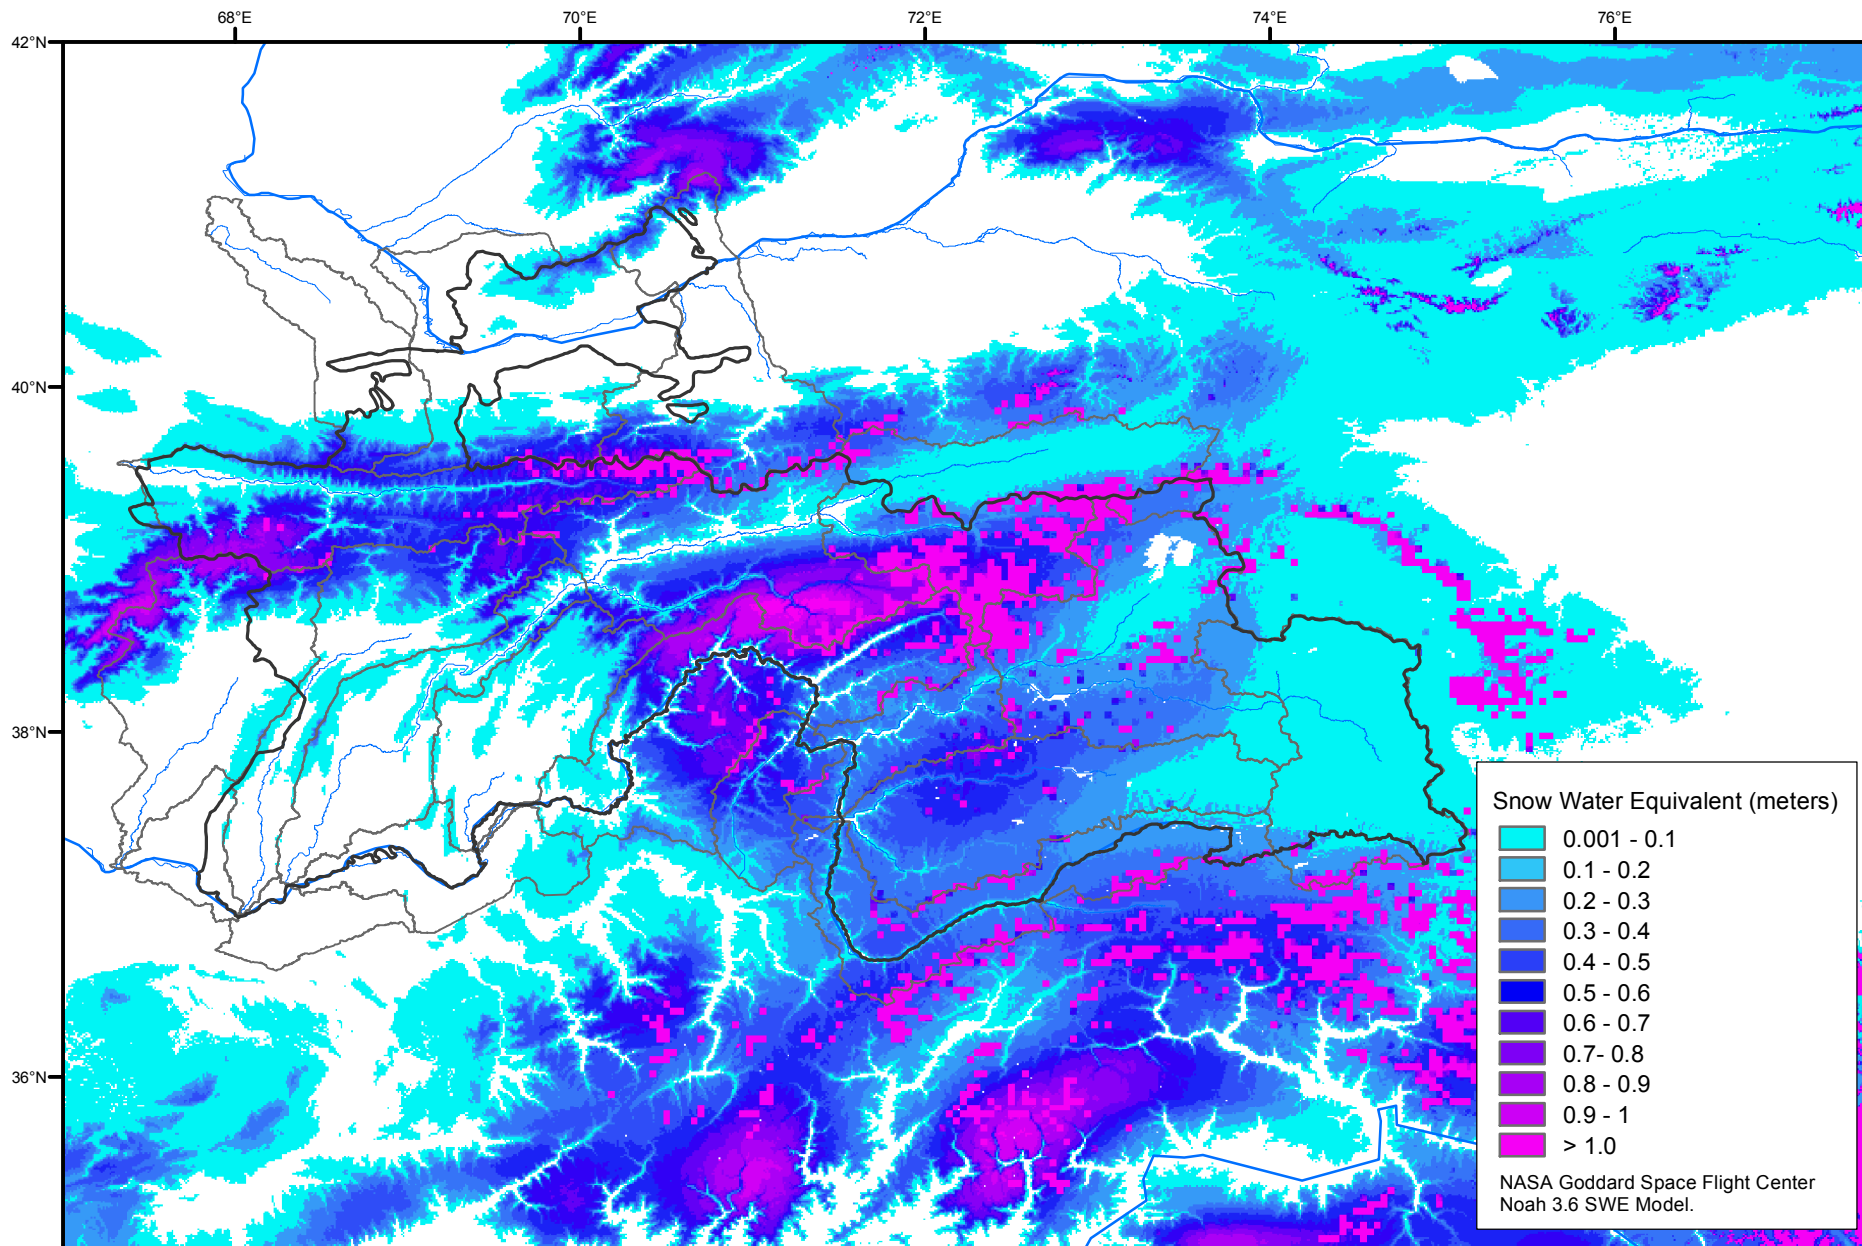 68°E
70°E
72°E
74°E
76°E
42°N
40°N
38°N
36°N
Snow Water Equivalent (meters)
0.001 - 0.1
0.1 - 0.2
0.2 - 0.3
0.3 - 0.4
0.4 - 0.5
0.5 - 0.6
0.6 - 0.7
0.7- 0.8
0.8 - 0.9
0.9 - 1
> 1.0
NASA Goddard Space Flight Center
Noah 3.6 SWE Model.